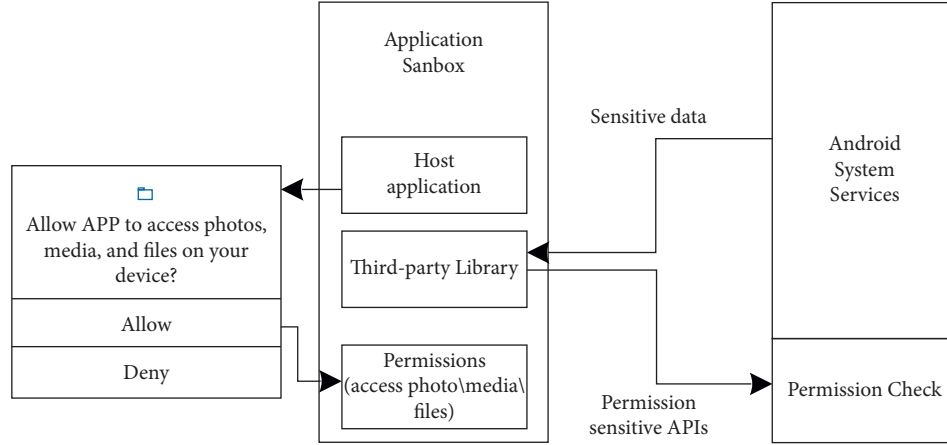 Allow APP to access photos,
media, and files on your
device?
Allow
Deny
Application
Sanbox
Host
application
Third-party Library
Permissions
(access photo\media\
files)
Sensitive data
Permission
sensitive APIs
Android
System
Services
Permission Check